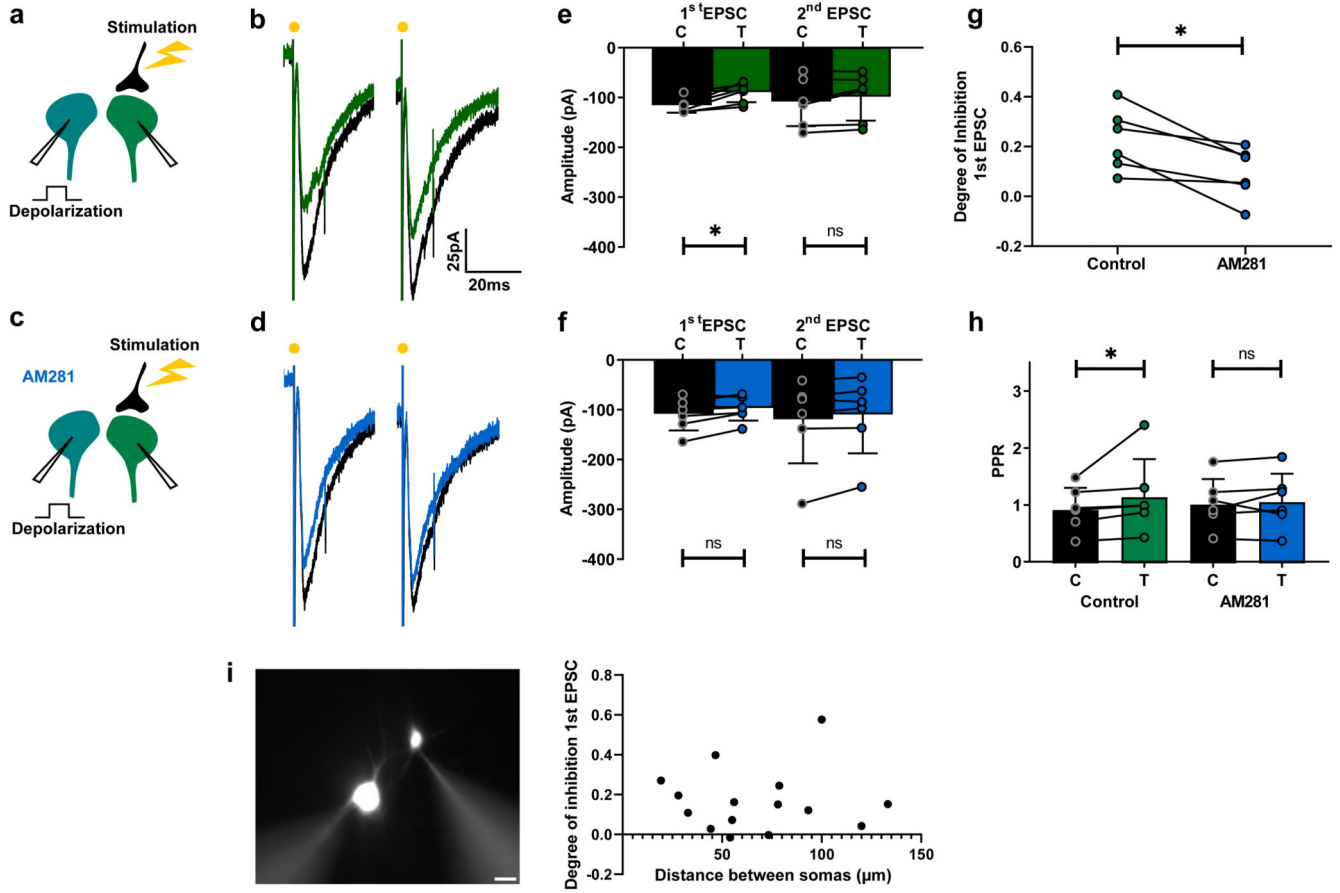 a
Stimulation
Depolarization
b
25pA
20ms
c
Stimulation
AM281
Depolarization
d
e
1st EPSC 2nd EPSC
C T C T
0
-100
-200
-300
-400
Amplitude (pA)
* ns
f
1st EPSC 2nd EPSC
C T C T
0
-100
-200
-300
-400
Amplitude (pA)
ns ns
g
*
0.6
0.4
0.2
0.0
-0.2
Degree of Inhibition
1st EPSC
Control AM281
h
* ns
3
2
1
0
PPR
C T C T
Control AM281
i
0.8
0.6
0.4
0.2
0.0
Degree of inhibition 1st EPSC
50 100 150
Distance between somas (µm)